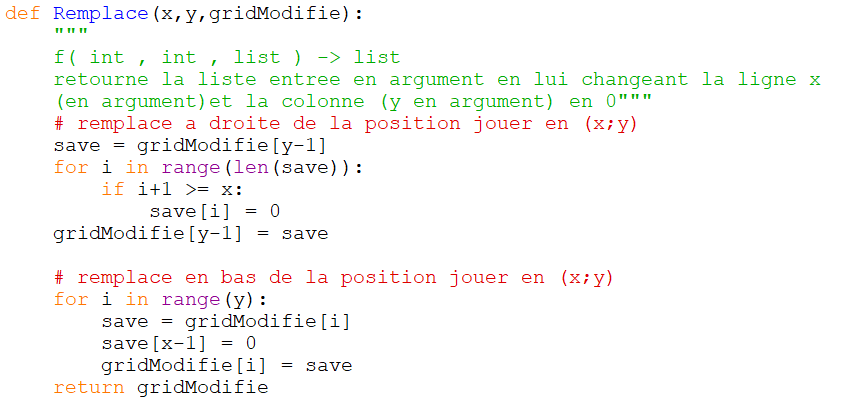 def Remplace(x,y,gridModifie):
    """
    f( int , int , list ) -> list
    retourne la liste entree en argument en lui changeant la ligne x
    (en argument)et la colonne (y en argument) en 0"""
    # remplace a droite de la position jouer en (x;y)
    save = gridModifie[y-1]
    for i in range(len(save)):
        if i+1 >= x:
            save[i] = 0
    gridModifie[y-1] = save

    # remplace en bas de la position jouer en (x;y)
    for i in range(y):
        save = gridModifie[i]
        save[x-1] = 0
        gridModifie[i] = save
    return gridModifie